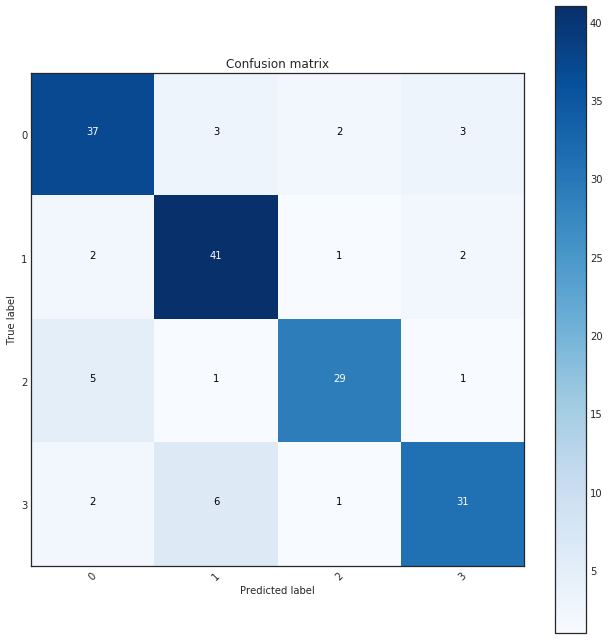 Confusion matrix
0 37 3 2 3
1 2 41 1 2
2 5 1 29 1
3 2 6 1 31
0 1 2 3
True label
Predicted label
40
35
30
25
20
15
10
5